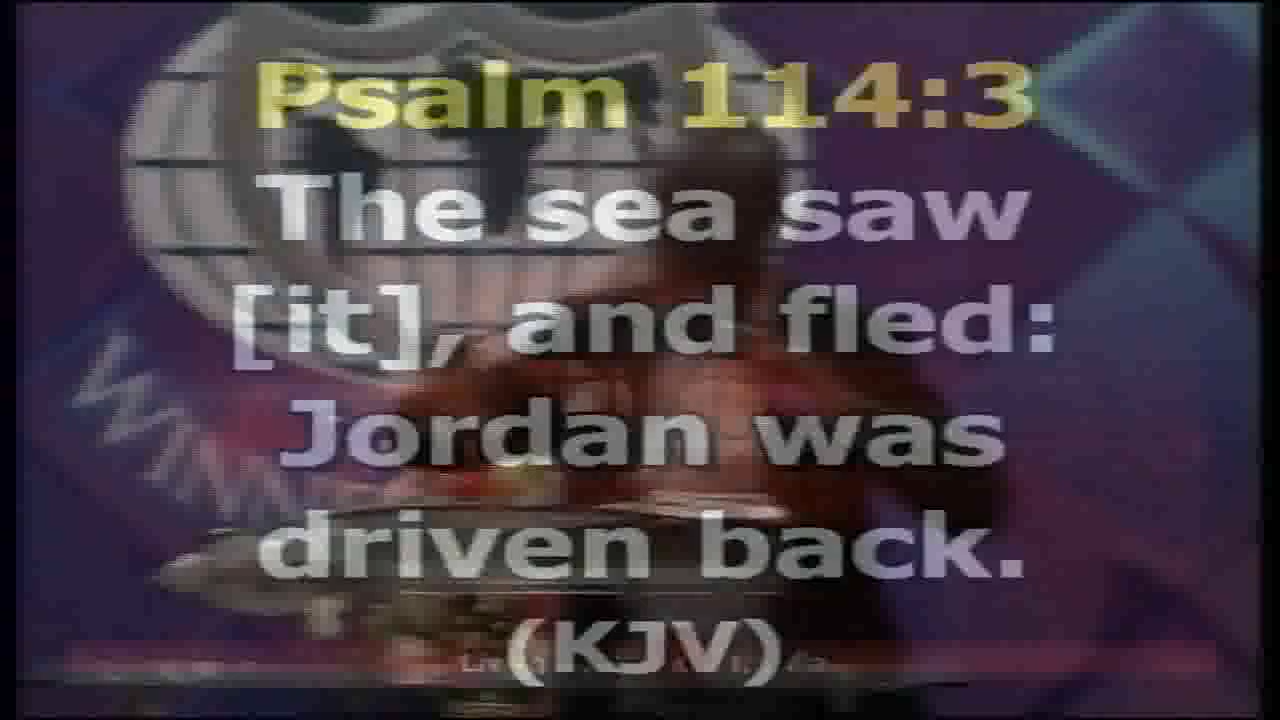 Psalm 114:3
The sea saw
[it], and fled:
Jordan was
driven back.
(KJV)